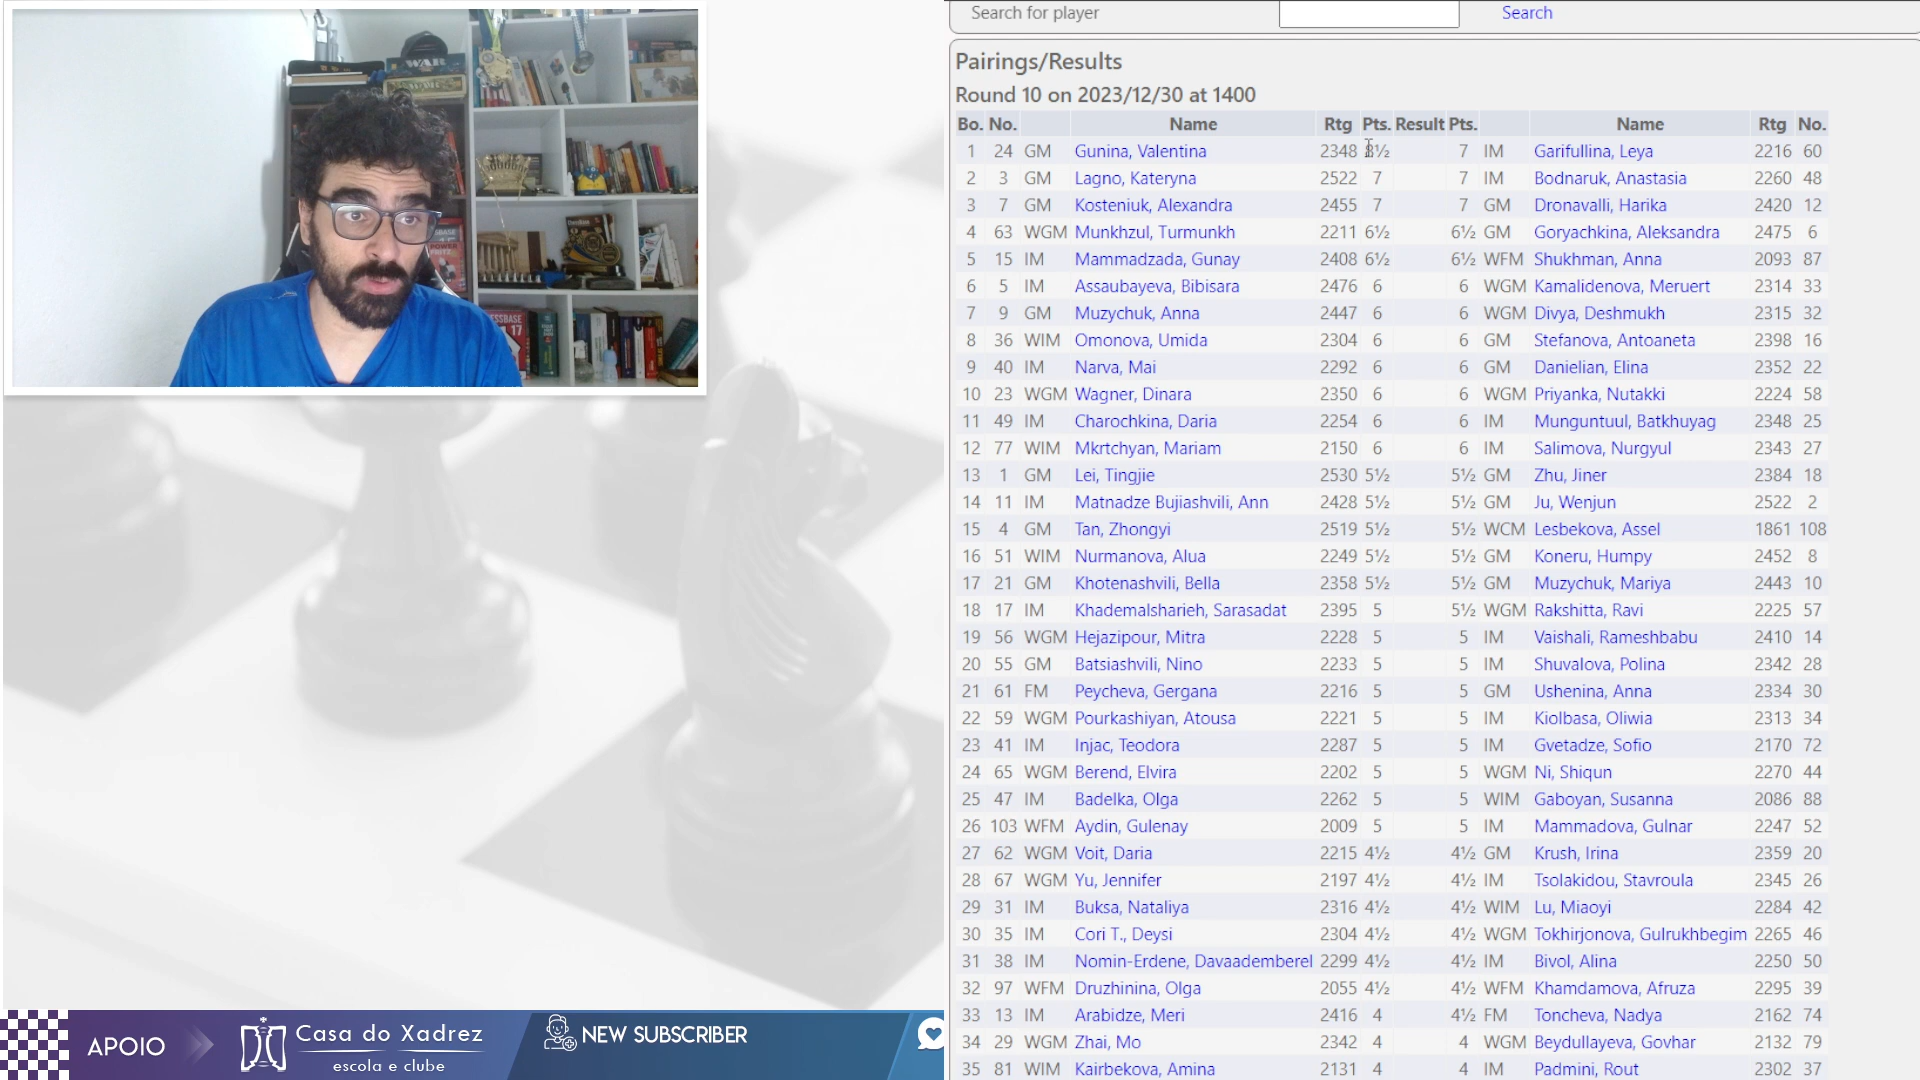 Search for player Search
Pairings/Results
Round 10 on 2023/12/30 at 1400
Bo. No. Name Rtg Pts. Result Pts. Name Rtg No.
1 24 GM Gunina, Valentina 2348 8½ 7 IM Garifullina, Leya 2216 60
2 3 GM Lagno, Kateryna 2522 7 7 IM Bodnaruk, Anastasia 2260 48
3 7 GM Kosteniuk, Alexandra 2455 7 7 GM Dronavalli, Harika 2420 12
4 63 WGM Munkhzul, Turmunkh 2211 6½ 6½ GM Goryachkina, Aleksandra 2475 6
5 15 IM Mammadzada, Gunay 2408 6½ 6½ WFM Shukhman, Anna 2093 87
6 5 IM Assaubayeva, Bibisara 2476 6 6 WGM Kamalidenova, Meruert 2314 33
7 9 GM Muzychuk, Anna 2447 6 6 WGM Divya, Deshmukh 2315 32
8 36 WIM Omonova, Umida 2304 6 6 GM Stefanova, Antoaneta 2398 16
9 40 IM Narva, Mai 2292 6 6 GM Danielian, Elina 2352 22
10 23 WGM Wagner, Dinara 2350 6 6 WGM Priyanka, Nutakki 2224 58
11 49 IM Charochkina, Daria 2254 6 6 IM Munguntuul, Batkhuyag 2348 25
12 77 WIM Mkrtchyan, Mariam 2150 6 6 IM Salimova, Nurgyul 2343 27
13 1 GM Lei, Tingjie 2530 5½ 5½ GM Zhu, Jiner 2384 18
14 11 IM Matnadze Bujiashvili, Ann 2428 5½ 5½ GM Ju, Wenjun 2522 2
15 4 GM Tan, Zhongyi 2519 5½ 5½ WCM Lesbekova, Assel 1861 108
16 51 WIM Nurmanova, Alua 2249 5½ 5½ GM Koneru, Humpy 2452 8
17 21 GM Khotenashvili, Bella 2358 5½ 5½ GM Muzychuk, Mariya 2443 10
18 17 IM Khademalsharieh, Sarasadat 2395 5 5½ WGM Rakshitta, Ravi 2225 57
19 56 WGM Hejazipour, Mitra 2228 5 5 IM Vaishali, Rameshbabu 2410 14
20 55 GM Batsiashvili, Nino 2233 5 5 IM Shuvalova, Polina 2342 28
21 61 FM Peycheva, Gergana 2216 5 5 GM Ushenina, Anna 2334 30
22 59 WGM Pourkashiyan, Atousa 2221 5 5 IM Kiolbasa, Oliwia 2313 34
23 41 IM Injac, Teodora 2287 5 5 IM Gvetadze, Sofio 2170 72
24 65 WGM Berend, Elvira 2202 5 5 WGM Ni, Shiqun 2270 44
25 47 IM Badelka, Olga 2262 5 5 WIM Gaboyan, Susanna 2086 88
26 103 WFM Aydin, Gulenay 2009 5 5 IM Mammadova, Gulnar 2247 52
27 62 WGM Voit, Daria 2215 4½ 4½ GM Krush, Irina 2359 20
28 67 WGM Yu, Jennifer 2197 4½ 4½ IM Tsolakidou, Stavroula 2345 26
29 31 IM Buksa, Nataliya 2316 4½ 4½ WIM Lu, Miaoyi 2284 42
30 35 IM Cori T., Deysi 2304 4½ 4½ WGM Tokhirjonova, Gulrukhbegim 2265 46
31 38 IM Nomin-Erdene, Davaademberel 2299 4½ 4½ IM Bivol, Alina 2250 50
32 97 WFM Druzhinina, Olga 2055 4½ 4½ WFM Khamdamova, Afruza 2295 39
33 13 IM Arabidze, Meri 2416 4 4½ FM Toncheva, Nadya 2162 74
34 29 WGM Zhai, Mo 2342 4 4 WGM Beydullayeva, Govhar 2132 79
35 81 WIM Kairbekova, Amina 2131 4 4 IM Padmini, Rout 2302 37
WAR
POWER
17
APOIO
Casa do Xadrez
escola e clube
NEW SUBSCRIBER